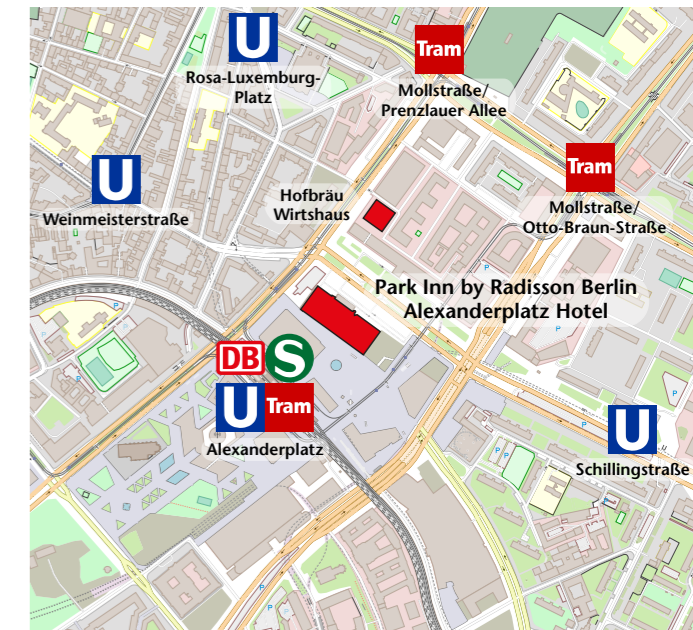 U
Rosa-Luxemburg-
Platz
Tram
Mollstraße/
Prenzlauer Allee
U
Weinmeisterstraße
Tram
Mollstraße/
Otto-Braun-Straße
Hofbräu
Wirtshaus
Park Inn by Radisson Berlin
Alexanderplatz Hotel
DB S
U Tram
Alexanderplatz
U
Schillingstraße
P
P
P
P
P